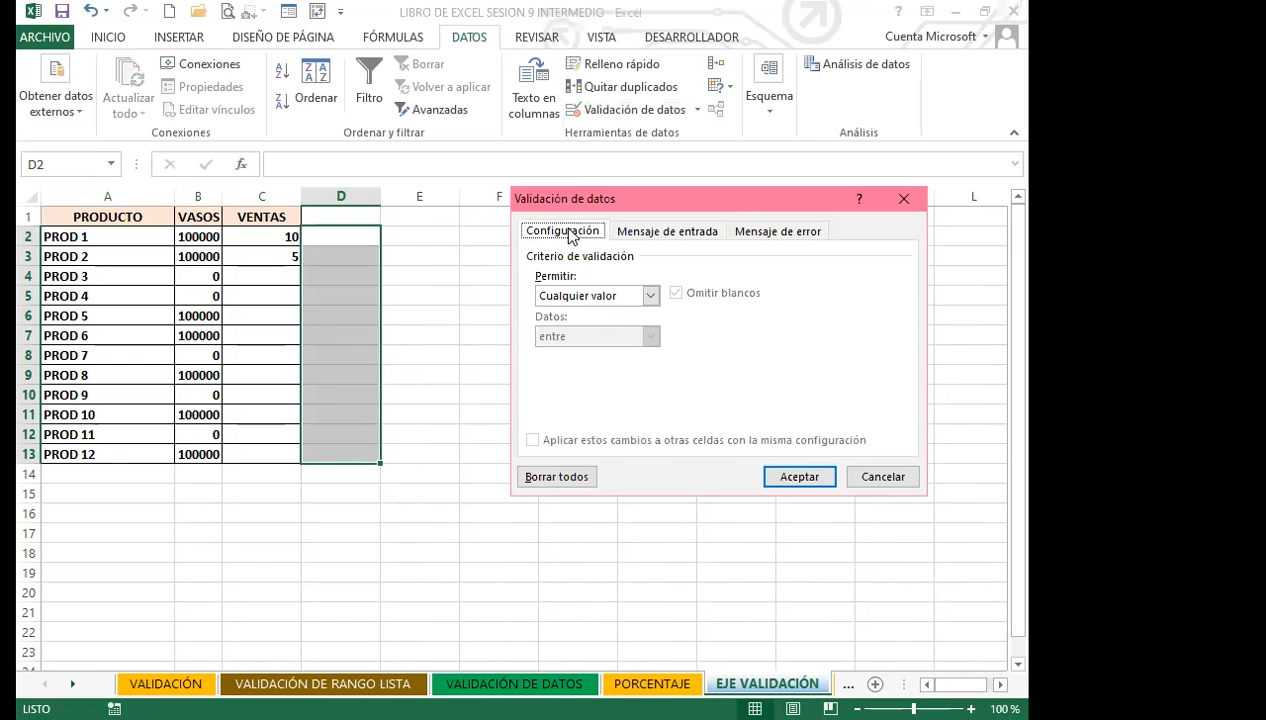 LIBRO DE EXCEL SESION 9 INTERMEDIO - Excel
?
ARCHIVO INICIO INSERTAR DISEÑO DE PÁGINA FÓRMULAS DATOS REVISAR VISTA DESARROLLADOR Cuenta Microsoft
Obtener datos externos
Actualizar todo
Conexiones
Propiedades
Editar vínculos
Conexiones
Ordenar
Filtro
Borrar
Volver a aplicar
Avanzadas
Ordenar y filtrar
Texto en columnas
Relleno rápido
Quitar duplicados
Validación de datos
Herramientas de datos
Esquema
Análisis de datos
Análisis
D2
fx
A B C D E F L
1 PRODUCTO VASOS VENTAS
2 PROD 1 100000 10
3 PROD 2 100000 5
4 PROD 3 0
5 PROD 4 0
6 PROD 5 100000
7 PROD 6 100000
8 PROD 7 0
9 PROD 8 100000
10 PROD 9 0
11 PROD 10 100000
12 PROD 11 0
13 PROD 12 100000
14
15
16
17
18
19
20
21
22
23
Validación de datos ?
Configuración Mensaje de entrada Mensaje de error
Criterio de validación
Permitir:
Cualquier valor Omitir blancos
Datos:
entre
Aplicar estos cambios a otras celdas con la misma configuración
Borrar todos Aceptar Cancelar
VALIDACIÓN VALIDACIÓN DE RANGO LISTA VALIDACIÓN DE DATOS PORCENTAJE EJE VALIDACIÓN ...
LISTO 100 %